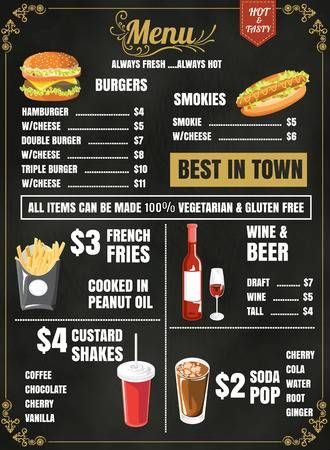 Menu
HOT
&
TASTY
ALWAYS FRESH ....ALWAYS HOT
BURGERS
HAMBURGER $4
W/CHEESE $5
DOUBLE BURGER $7
W/CHEESE $8
TRIPLE BURGER $10
W/CHEESE $11
SMOKIES
SMOKIE $5
W/CHEESE $6
BEST IN TOWN
ALL ITEMS CAN BE MADE 100% VEGETARIAN & GLUTEN FREE
$3 FRENCH
FRIES
COOKED IN
PEANUT OIL
WINE &
BEER
DRAFT $7
WINE $5
TALL $4
$4 CUSTARD
SHAKES
COFFEE
CHOCOLATE
CHERRY
VANILLA
$2 SODA
POP
CHERRY
COLA
WATER
ROOT
GINGER